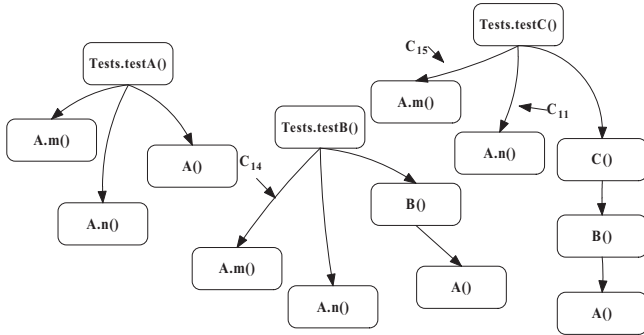 Tests.testA()
A.m()
A()
A.n()
Tests.testB()
C14
B()
A.m()
A()
A.n()
Tests.testC()
C15
A.m()
C11
A.n()
C()
B()
A()